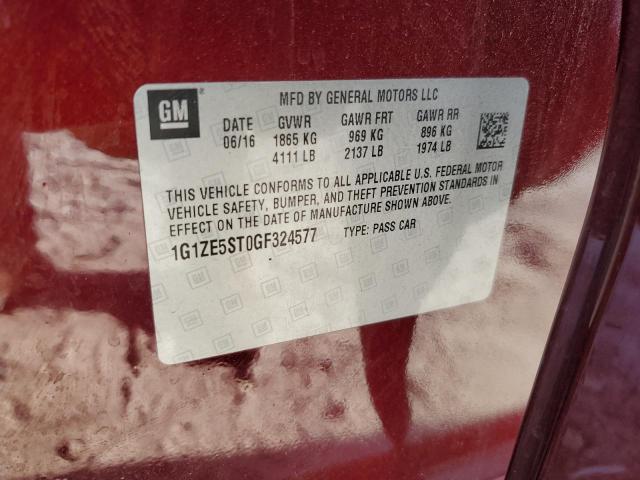 GM
MFD BY GENERAL MOTORS LLC
DATE GVWR GAWR FRT GAWR RR
06/16 1865 KG 969 KG 896 KG
4111 LB 2137 LB 1974 LB
THIS VEHICLE CONFORMS TO ALL APPLICABLE U.S. FEDERAL MOTOR
VEHICLE SAFETY, BUMPER, AND THEFT PREVENTION STANDARDS IN
EFFECT ON THE DATE OF MANUFACTURE SHOWN ABOVE.
1G1ZE5ST0GF324577 TYPE: PASS CAR